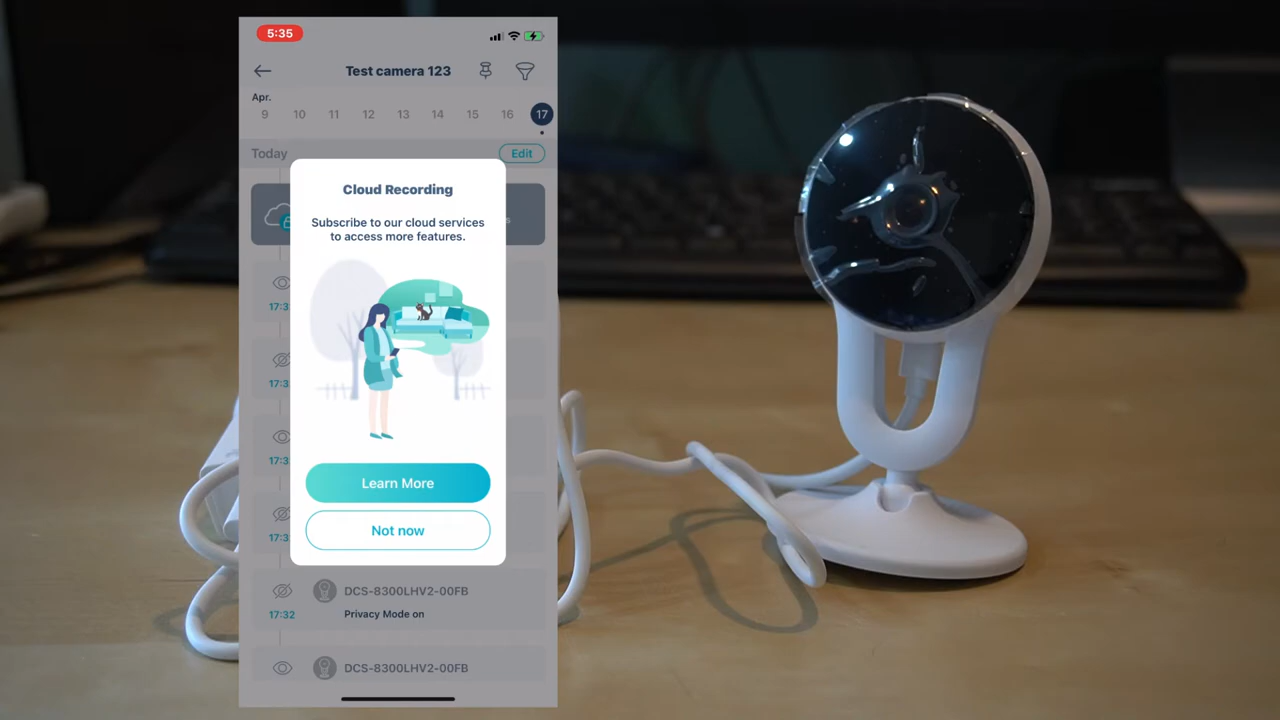 5:35
Test camera 123
Apr.
9 10 11 12 13 14 15 16 17
Today
Edit
Cloud Recording
Subscribe to our cloud services
to access more features.
Learn More
Not now
DCS-8300LHV2-00FB
17:32
Privacy Mode on
DCS-8300LHV2-00FB